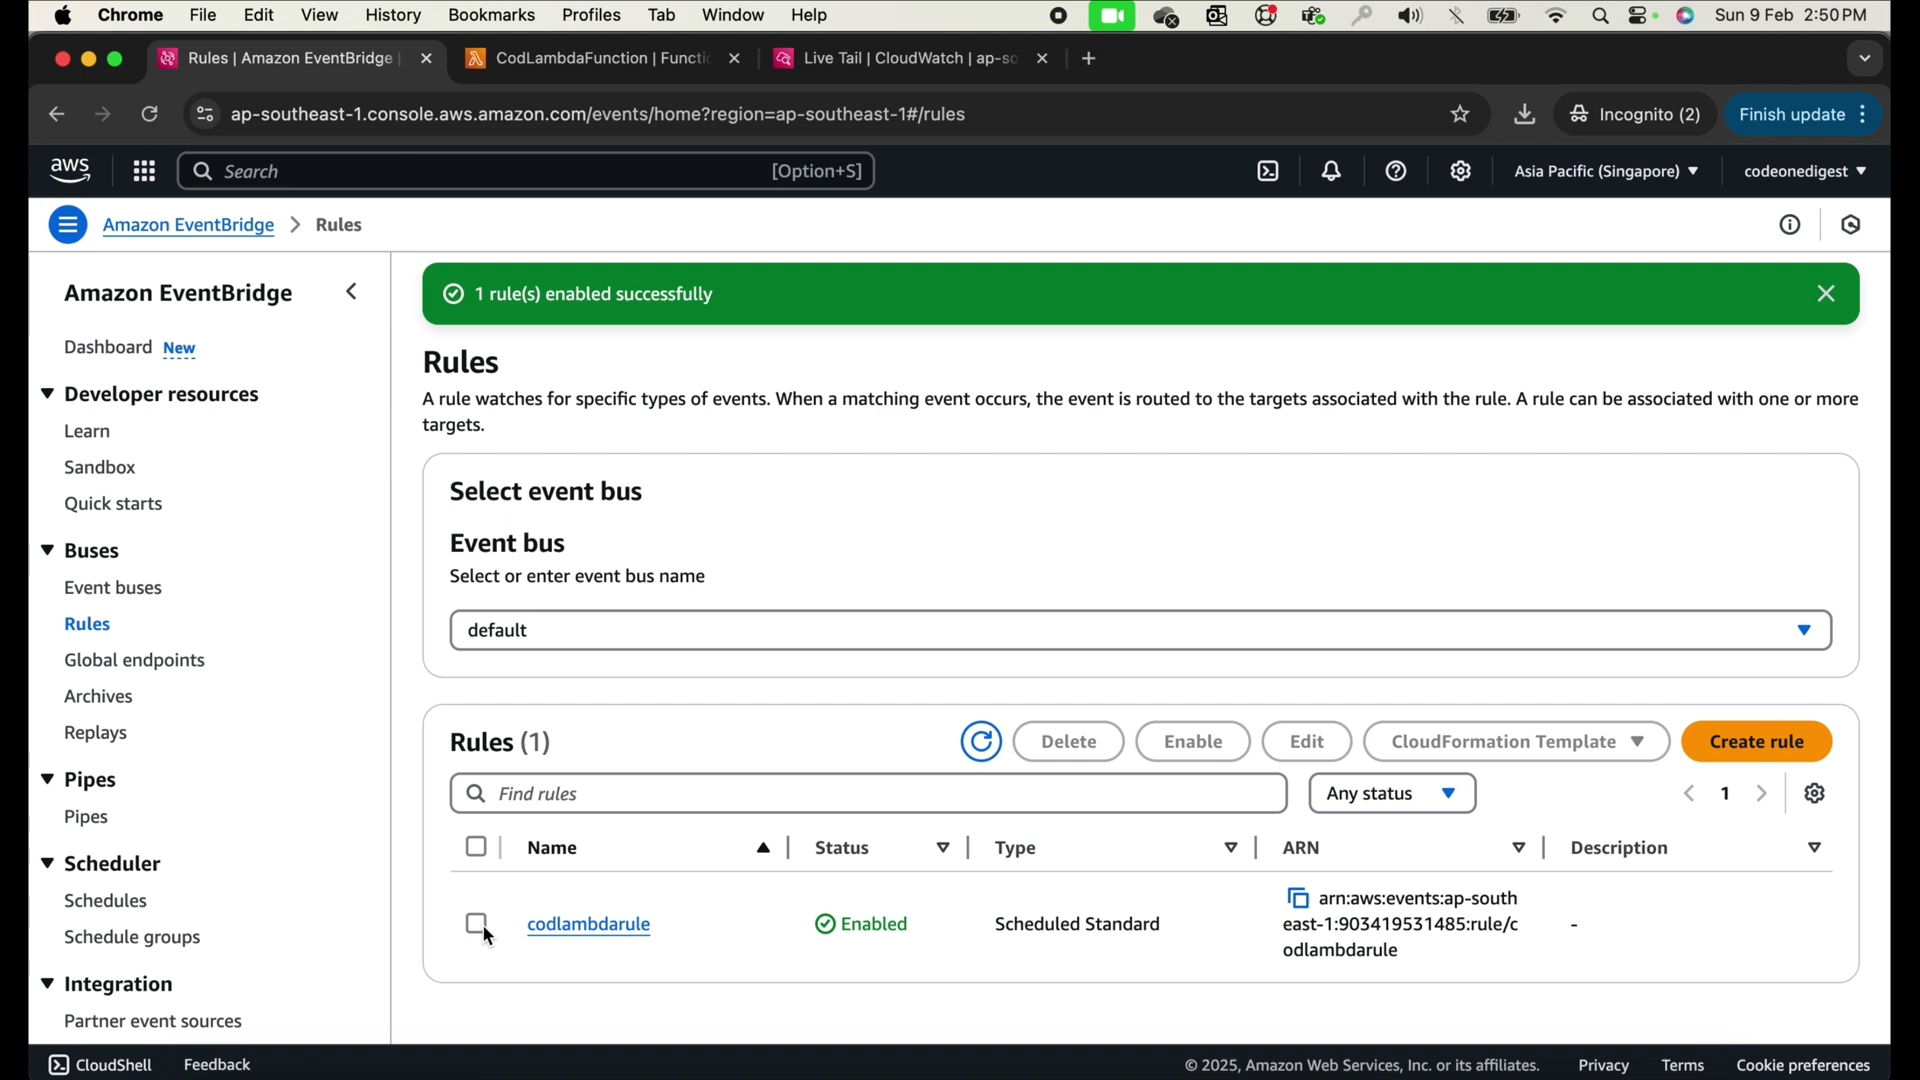 Chrome File Edit View History Bookmarks Profiles Tab Window Help Sun 9 Feb 2:50 PM
Rules | Amazon EventBridge | CodLambdaFunction | Functi Live Tail | CloudWatch | ap-so
ap-southeast-1.console.aws.amazon.com/events/home?region=ap-southeast-1#/rules Incognito (2) Finish update
aws Search [Option+S] Asia Pacific (Singapore) codeonedigest
Amazon EventBridge Rules
Amazon EventBridge
Dashboard New
Developer resources
Learn
Sandbox
Quick starts
Buses
Event buses
Rules
Global endpoints
Archives
Replays
Pipes
Pipes
Scheduler
Schedules
Schedule groups
Integration
Partner event sources
1 rule(s) enabled successfully
Rules
A rule watches for specific types of events. When a matching event occurs, the event is routed to the targets associated with the rule. A rule can be associated with one or more
targets.
Select event bus
Event bus
Select or enter event bus name
default
Rules (1) Delete Enable Edit CloudFormation Template Create rule
Find rules Any status 1
Name Status Type ARN Description
codlambdarule Enabled Scheduled Standard arn:aws:events:ap-south
east-1:903419531485:rule/c
odlambdarule -
CloudShell Feedback © 2025, Amazon Web Services, Inc. or its affiliates. Privacy Terms Cookie preferences